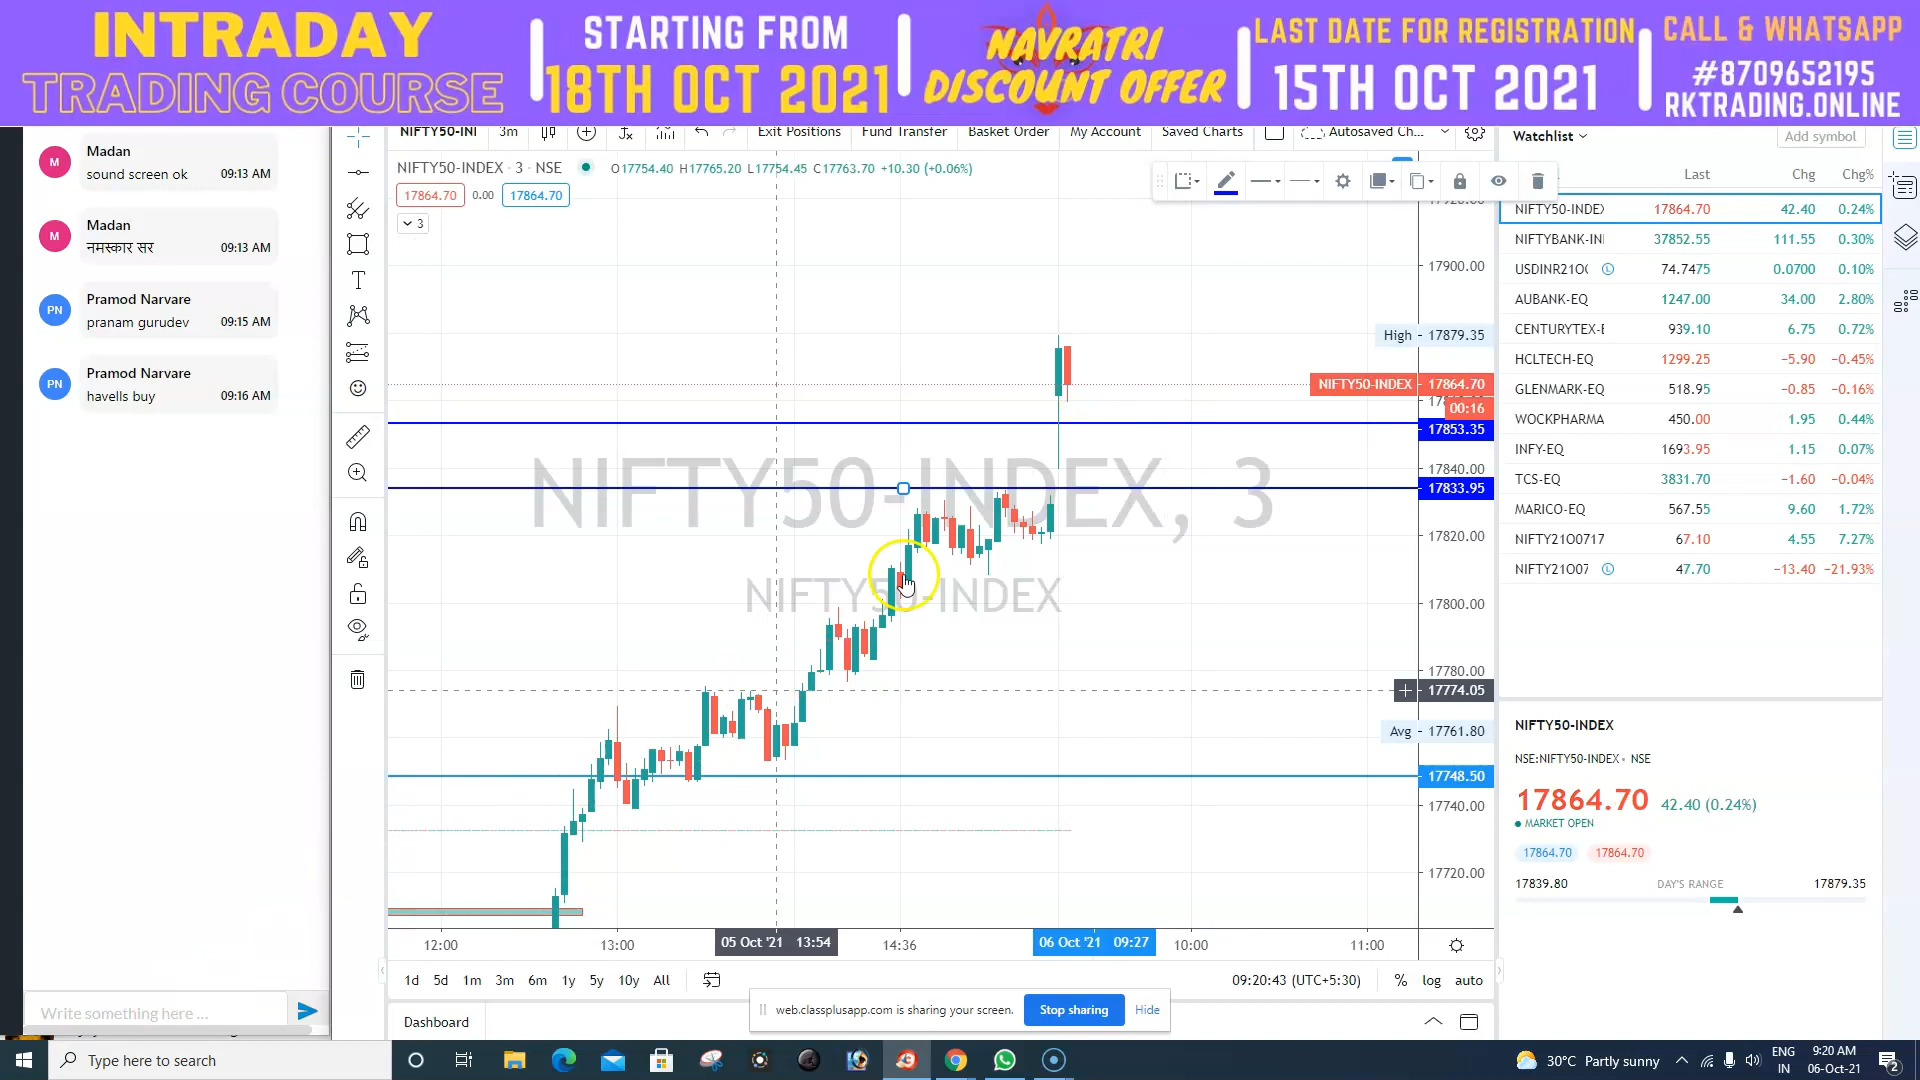 INTRADAY
TRADING COURSE
STARTING FROM
18TH OCT 2021
NAVRATRI
DISCOUNT OFFER
LAST DATE FOR REGISTRATION
15TH OCT 2021
CALL & WHATSAPP
#8709652195
RKTRADING.ONLINE
M
Madan
sound screen ok 09:13 AM
M
Madan
नमस्कार सर 09:13 AM
PN
Pramod Narvare
pranam gurudev 09:15 AM
PN
Pramod Narvare
havells buy 09:16 AM
Write something here ...
NIFTY50-INI 3m Exit Positions Fund Transfer Basket Order My Account Saved Charts Autosaved Ch...
NIFTY50-INDEX · 3 · NSE O17754.40 H17765.20 L17754.45 C17763.70 +10.30 (+0.06%)
17864.70 0.00 17864.70
3
NIFTY50-INDEX, 3
NIFTY50-INDEX
17900.00
High - 17879.35
NIFTY50-INDEX 17864.70
00:16
17853.35
17840.00
17833.95
17820.00
17800.00
17780.00
17774.05
Avg - 17761.80
17748.50
17740.00
17720.00
12:00 13:00 05 Oct '21 13:54 14:36 06 Oct '21 09:27 10:00 11:00
1d 5d 1m 3m 6m 1y 5y 10y All 09:20:43 (UTC+5:30) % log auto
web.classplusapp.com is sharing your screen. Stop sharing Hide
Dashboard
Watchlist Add symbol
Last Chg Chg%
NIFTY50-INDEX 17864.70 42.40 0.24%
NIFTYBANK-INI 37852.55 111.55 0.30%
USDINR21O L 74.7475 0.0700 0.10%
AUBANK-EQ 1247.00 34.00 2.80%
CENTURYTEX-E 939.10 6.75 0.72%
HCLTECH-EQ 1299.25 −5.90 −0.45%
GLENMARK-EQ 518.95 −0.85 −0.16%
WOCKPHARMA 450.00 1.95 0.44%
INFY-EQ 1693.95 1.15 0.07%
TCS-EQ 3831.70 −1.60 −0.04%
MARICO-EQ 567.55 9.60 1.72%
NIFTY21O0717 67.10 4.55 7.27%
NIFTY21O07 L 47.70 −13.40 −21.93%
NIFTY50-INDEX
NSE:NIFTY50-INDEX • NSE
17864.70 42.40 (0.24%)
MARKET OPEN
17864.70 17864.70
17839.80 DAY'S RANGE 17879.35
Type here to search
30°C Partly sunny
ENG
IN
9:20 AM
06-Oct-21
2